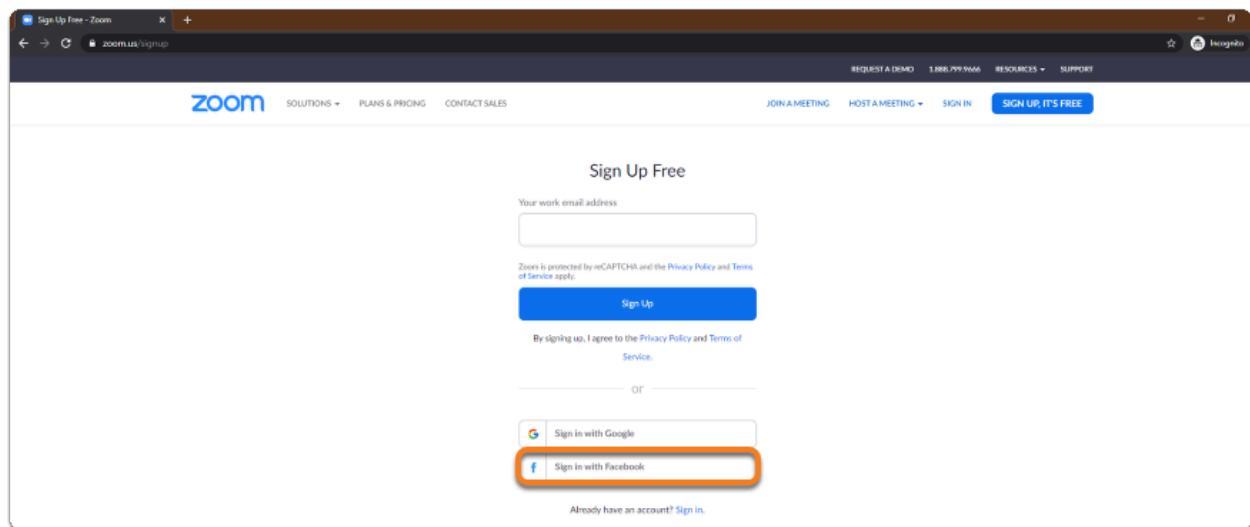 Sign Up Free - Zoom
zoom.us/signup
Incognito
REQUEST A DEMO 1.888.799.9666 RESOURCES SUPPORT
zoom SOLUTIONS PLANS & PRICING CONTACT SALES JOIN A MEETING HOST A MEETING SIGN IN SIGN UP, IT'S FREE
Sign Up Free
Your work email address
Zoom is protected by reCAPTCHA and the Privacy Policy and Terms
of Service apply.
Sign Up
By signing up, I agree to the Privacy Policy and Terms of
Service.
or
Sign in with Google
Sign in with Facebook
Already have an account? Sign in.